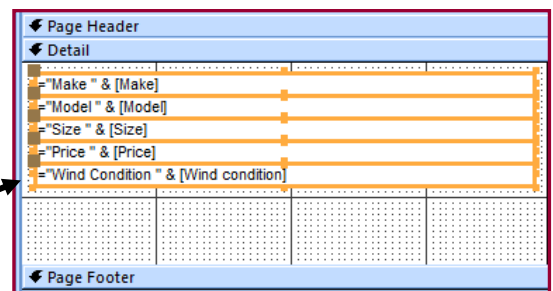 Page Header
Detail
="Make " & [Make]
="Model " & [Model]
="Size " & [Size]
="Price " & [Price]
="Wind Condition " & [Wind condition]
Page Footer